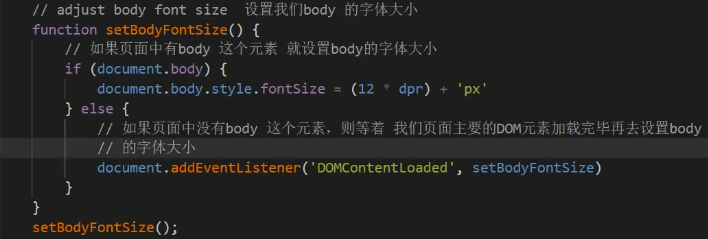 // adjust body font size  设置我们body 的字体大小
function setBodyFontSize() {
// 如果页面中有body 这个元素 就设置body的字体大小
if (document.body) {
document.body.style.fontSize = (12 * dpr) + 'px'
} else {
// 如果页面中没有body 这个元素，则等着 我们页面主要的DOM元素加载完毕再去设置body
// 的字体大小
document.addEventListener('DOMContentLoaded', setBodyFontSize)
}
}
setBodyFontSize();